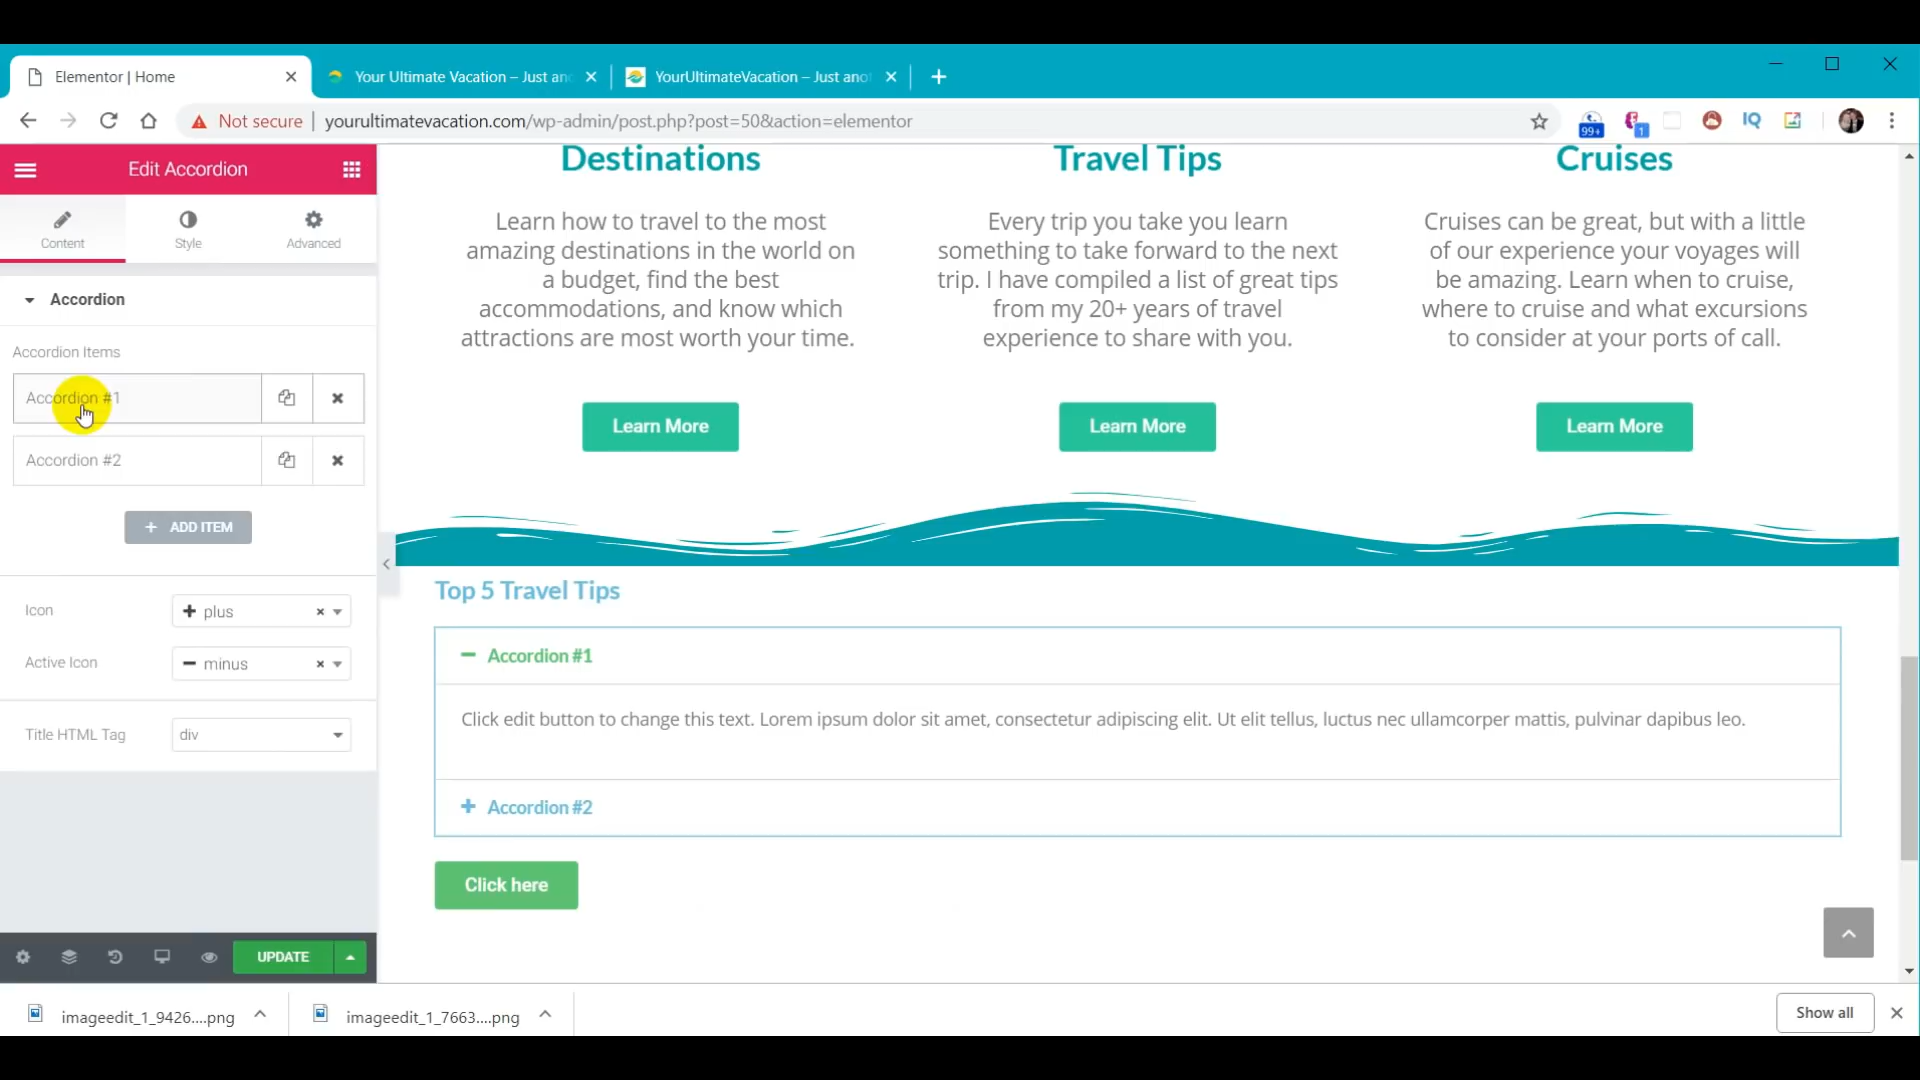 Elementor | Home
Your Ultimate Vacation – Just an
YourUltimateVacation – Just anot
Not secure
yourultimatevacation.com/wp-admin/post.php?post=50&action=elementor
99+
1
IQ
Edit Accordion
Content
Style
Advanced
Accordion
Accordion Items
Accordion #1
Accordion #2
ADD ITEM
Icon
plus
Active Icon
minus
Title HTML Tag
div
UPDATE
Destinations
Learn how to travel to the most
amazing destinations in the world on
a budget, find the best
accommodations, and know which
attractions are most worth your time.
Learn More
Travel Tips
Every trip you take you learn
something to take forward to the next
trip. I have compiled a list of great tips
from my 20+ years of travel
experience to share with you.
Learn More
Cruises
Cruises can be great, but with a little
of our experience your voyages will
be amazing. Learn when to cruise,
where to cruise and what excursions
to consider at your ports of call.
Learn More
Top 5 Travel Tips
Accordion #1
Click edit button to change this text. Lorem ipsum dolor sit amet, consectetur adipiscing elit. Ut elit tellus, luctus nec ullamcorper mattis, pulvinar dapibus leo.
Accordion #2
Click here
imageedit_1_9426....png
imageedit_1_7663....png
Show all